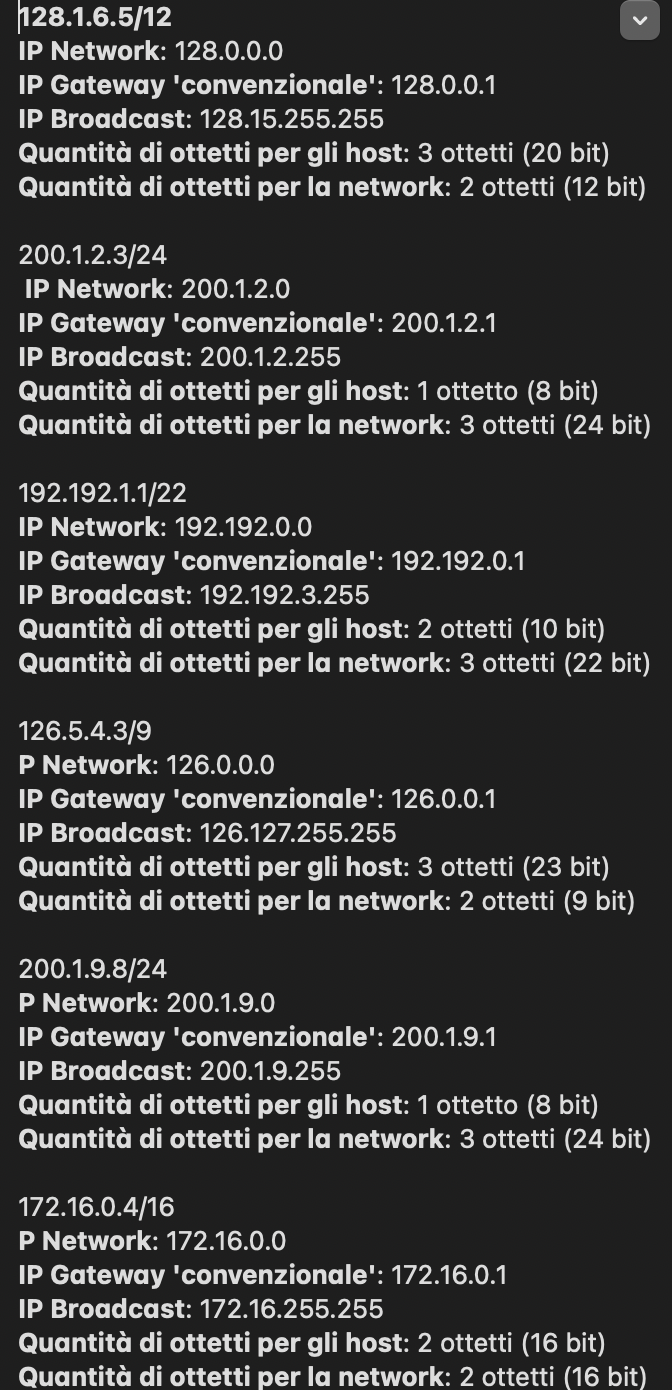 128.1.6.5/12
IP Network: 128.0.0.0
IP Gateway 'convenzionale': 128.0.0.1
IP Broadcast: 128.15.255.255
Quantità di ottetti per gli host: 3 ottetti (20 bit)
Quantità di ottetti per la network: 2 ottetti (12 bit)
200.1.2.3/24
IP Network: 200.1.2.0
IP Gateway 'convenzionale': 200.1.2.1
IP Broadcast: 200.1.2.255
Quantità di ottetti per gli host: 1 ottetto (8 bit)
Quantità di ottetti per la network: 3 ottetti (24 bit)
192.192.1.1/22
IP Network: 192.192.0.0
IP Gateway 'convenzionale': 192.192.0.1
IP Broadcast: 192.192.3.255
Quantità di ottetti per gli host: 2 ottetti (10 bit)
Quantità di ottetti per la network: 3 ottetti (22 bit)
126.5.4.3/9
P Network: 126.0.0.0
IP Gateway 'convenzionale': 126.0.0.1
IP Broadcast: 126.127.255.255
Quantità di ottetti per gli host: 3 ottetti (23 bit)
Quantità di ottetti per la network: 2 ottetti (9 bit)
200.1.9.8/24
P Network: 200.1.9.0
IP Gateway 'convenzionale': 200.1.9.1
IP Broadcast: 200.1.9.255
Quantità di ottetti per gli host: 1 ottetto (8 bit)
Quantità di ottetti per la network: 3 ottetti (24 bit)
172.16.0.4/16
P Network: 172.16.0.0
IP Gateway 'convenzionale': 172.16.0.1
IP Broadcast: 172.16.255.255
Quantità di ottetti per gli host: 2 ottetti (16 bit)
Quantità di ottetti per la network: 2 ottetti (16 bit)